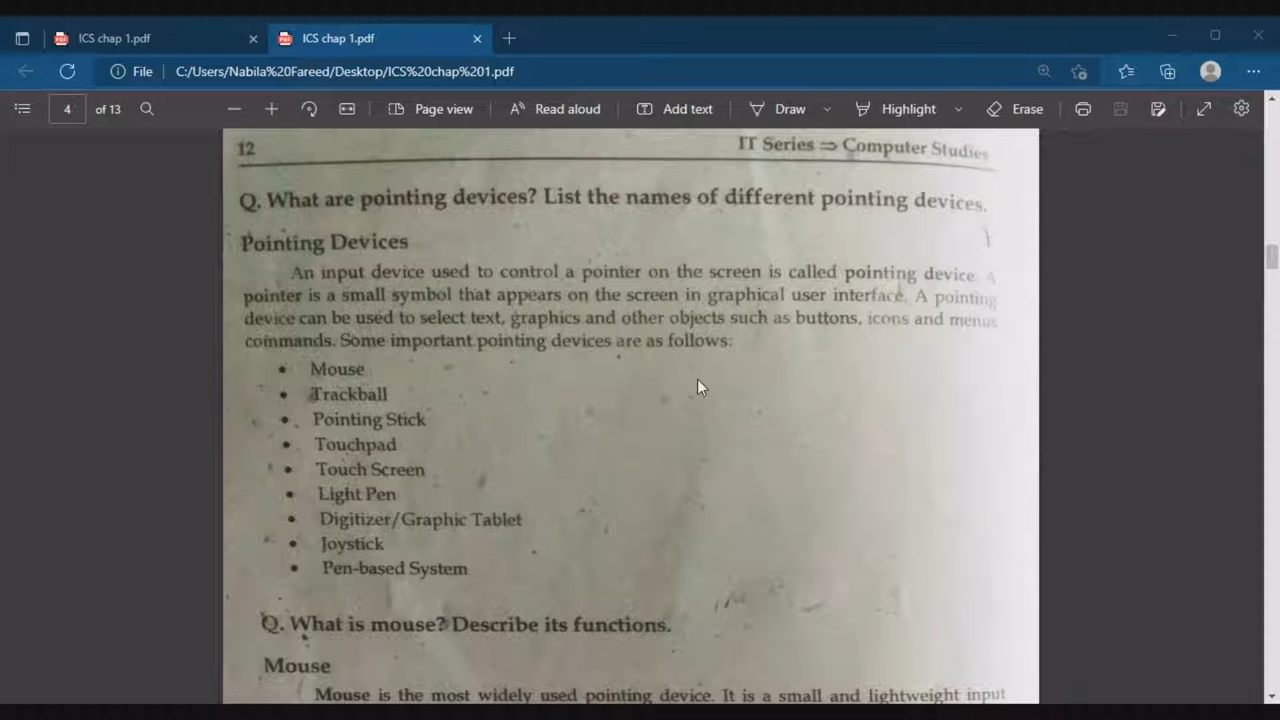 ICS chap 1.pdf
ICS chap 1.pdf
File
C:/Users/Nabila%20Fareed/Desktop/ICS%20chap%201.pdf
4 of 13
Page view
Read aloud
Add text
Draw
Highlight
Erase
12
IT Series ⇒ Computer Studies
Q. What are pointing devices? List the names of different pointing devices.
Pointing Devices
An input device used to control a pointer on the screen is called pointing device. A
pointer is a small symbol that appears on the screen in graphical user interface. A pointing
device can be used to select text, graphics and other objects such as buttons, icons and menus
commands. Some important pointing devices are as follows:
• Mouse
• Trackball
• Pointing Stick
• Touchpad
• Touch Screen
• Light Pen
• Digitizer/Graphic Tablet
• Joystick
• Pen-based System
Q. What is mouse? Describe its functions.
Mouse
Mouse is the most widely used pointing device. It is a small and lightweight input